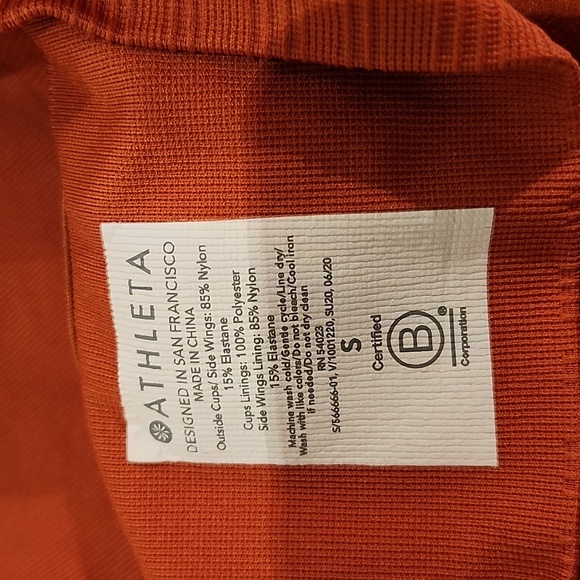 ATHLETA
DESIGNED IN SAN FRANCISCO
MADE IN CHINA
Outside Cups/ Side Wings: 85% Nylon
15% Elastane
Cups Linings: 100% Polyester
Side Wings Lining: 85% Nylon
15% Elastane
Machine wash cold/Gentle cycle/Line dry/
Wash with like colors/Do not bleach/Cool iron
if needed/Do not dry clean
RN 54023
S/566666-01, V/1001220, SU20, 06/20
S
Certified
B®
Corporation